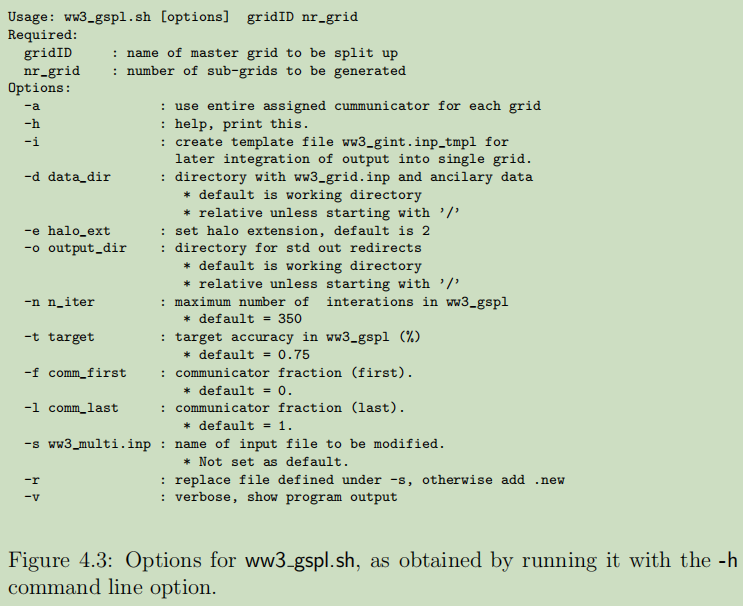 Usage: ww3_gspl.sh [options]  gridID nr_grid
Required:
  gridID     : name of master grid to be split up
  nr_grid    : number of sub-grids to be generated
Options:
  -a               : use entire assigned cummunicator for each grid
  -h               : help, print this.
  -i               : create template file ww3_gint.inp_tmpl for
                     later integration of output into single grid.
  -d data_dir      : directory with ww3_grid.inp and ancilary data
                      * default is working directory
                      * relative unless starting with '/'
  -e halo_ext      : set halo extension, default is 2
  -o output_dir    : directory for std out redirects
                      * default is working directory
                      * relative unless starting with '/'
  -n n_iter        : maximum number of  interations in ww3_gspl
                      * default = 350
  -t target        : target accuracy in ww3_gspl (%)
                      * default = 0.75
  -f comm_first    : communicator fraction (first).
                      * default = 0.
  -l comm_last     : communicator fraction (last).
                      * default = 1.
  -s ww3_multi.inp : name of input file to be modified.
                      * Not set as default.
  -r               : replace file defined under -s, otherwise add .new
  -v               : verbose, show program output
Figure 4.3: Options for ww3_gspl.sh, as obtained by running it with the -h
command line option.